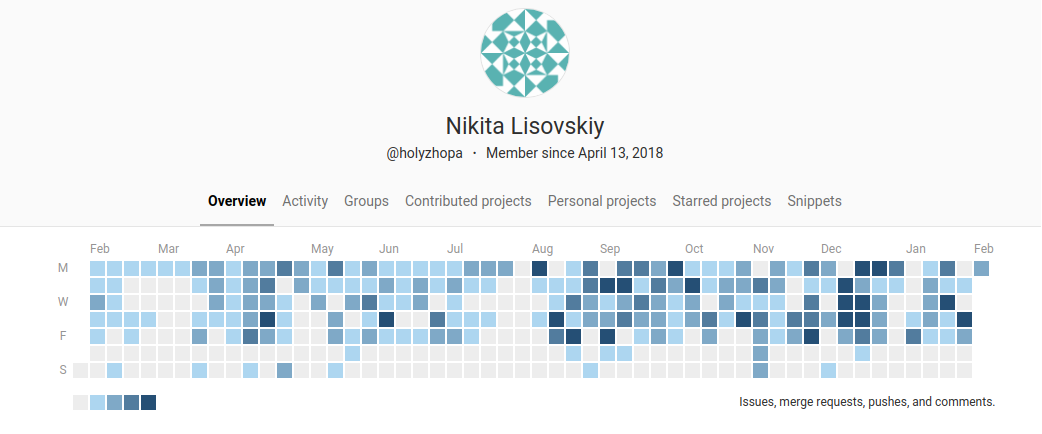 Nikita Lisovskiy
@holyzhopa · Member since April 13, 2018
Overview Activity Groups Contributed projects Personal projects Starred projects Snippets
Feb Mar Apr May Jun Jul Aug Sep Oct Nov Dec Jan Feb
M
W
F
S
Issues, merge requests, pushes, and comments.